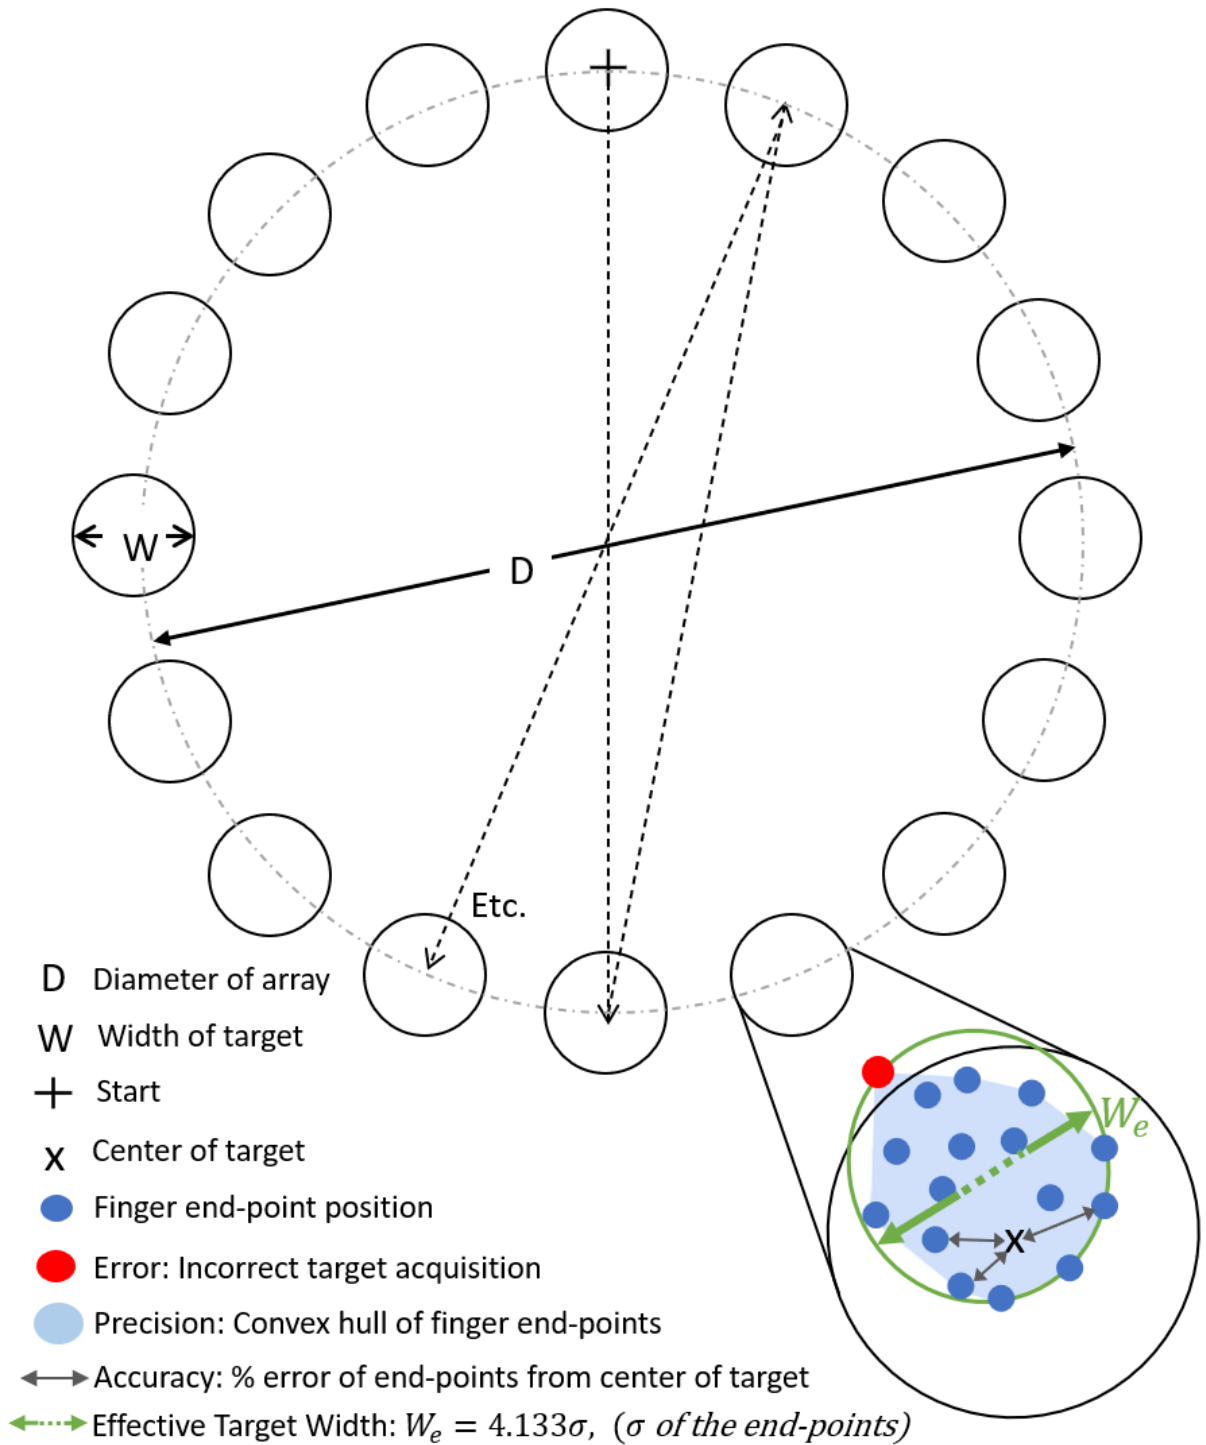 W
D
Etc.
D Diameter of array
W Width of target
Start
x Center of target
Finger end-point position
Error: Incorrect target acquisition
Precision: Convex hull of finger end-points
Accuracy: % error of end-points from center of target
Effective Target Width: Wₑ = 4.133σ, (σ of the end-points)
Wₑ
x